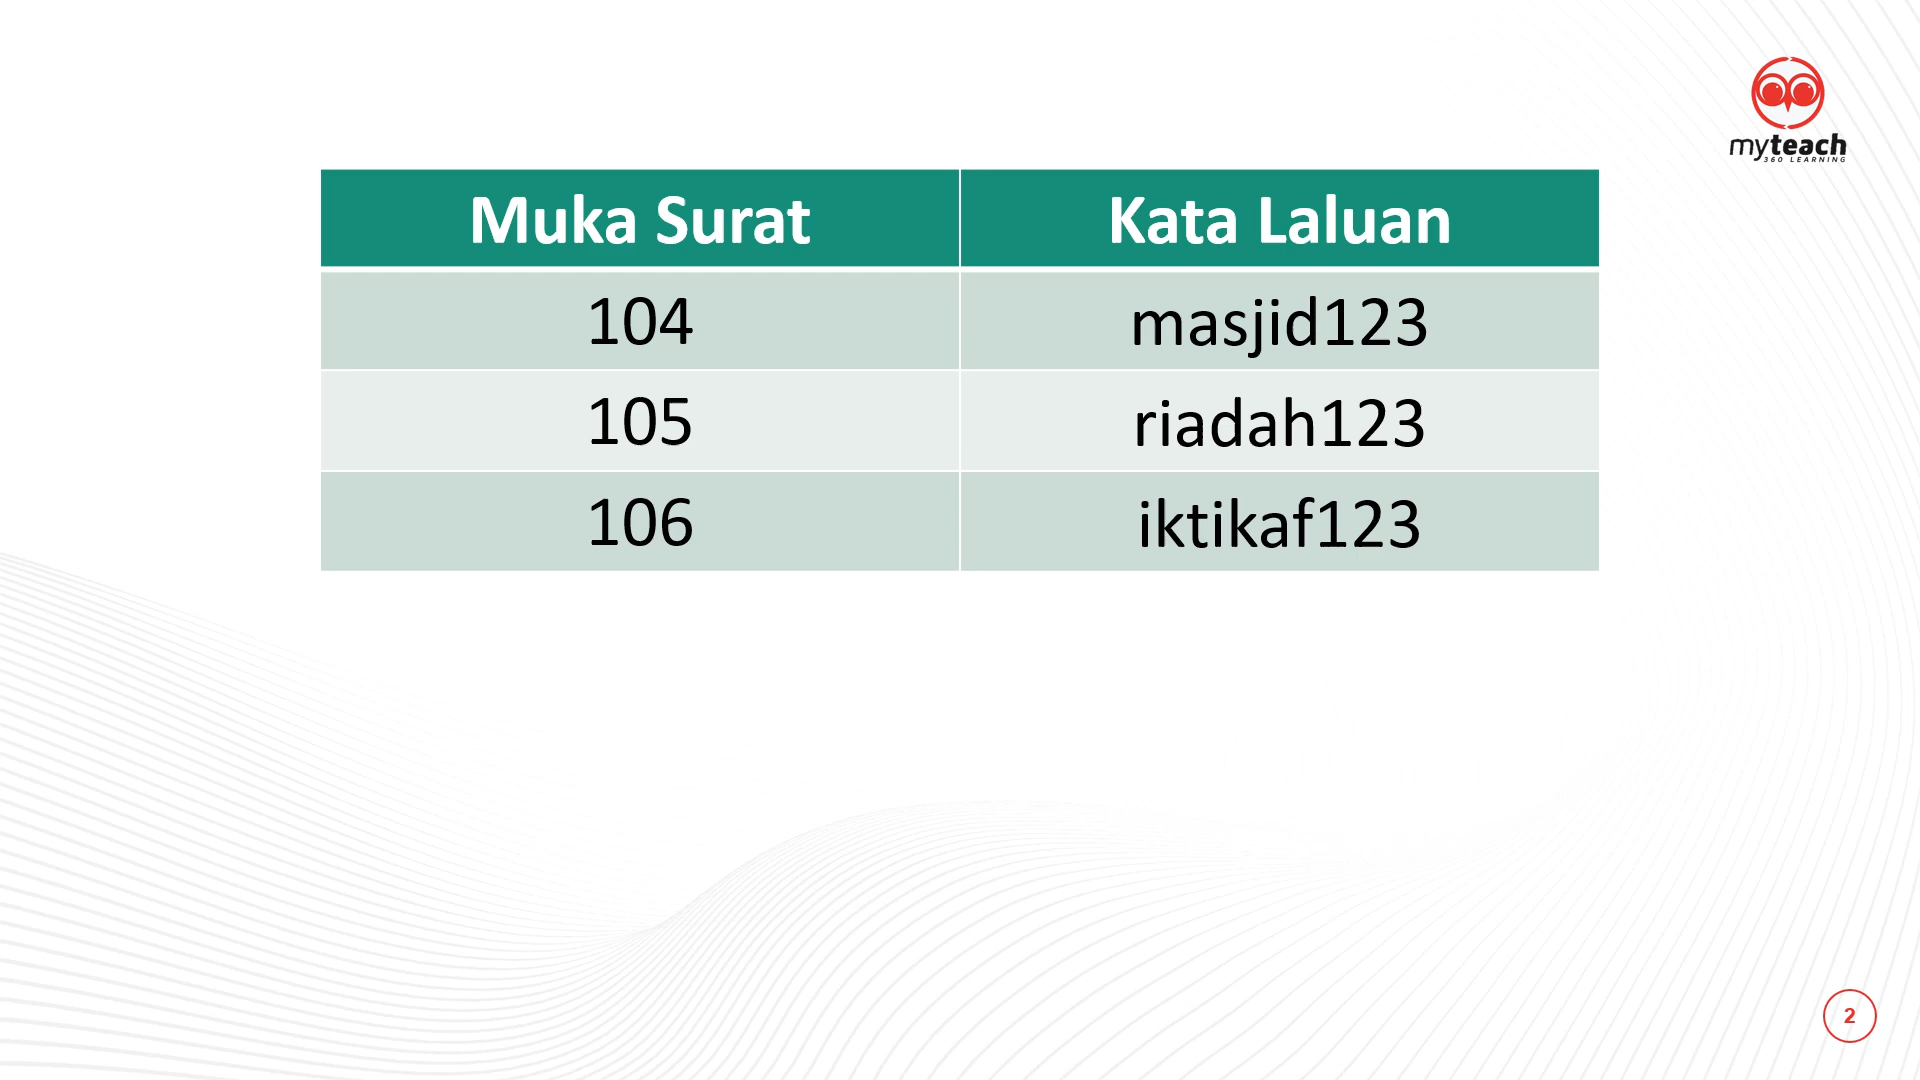 myteach
360 LEARNING
Muka Surat Kata Laluan
104 masjid123
105 riadah123
106 iktikaf123
2